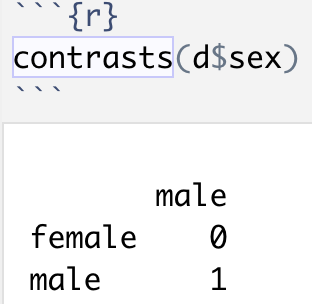 ```{r}
contrasts(d$sex)
```
male
female 0
male 1